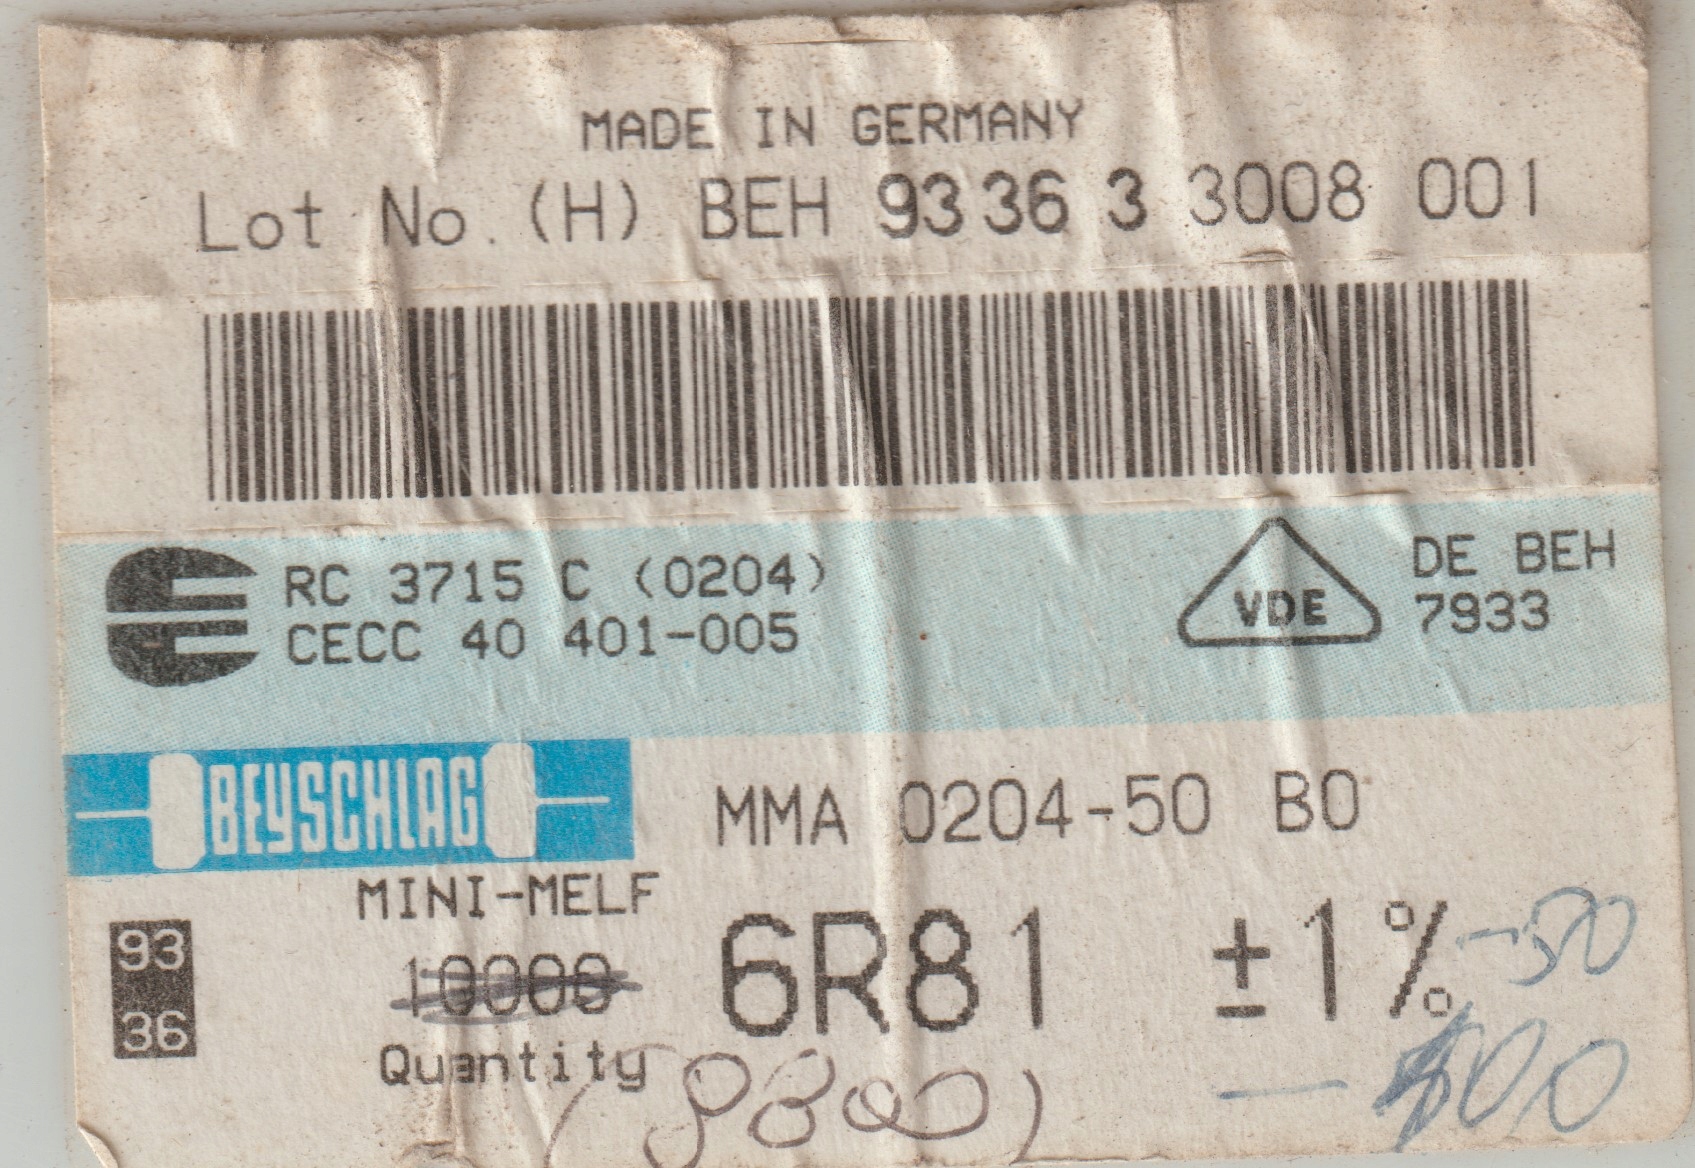 MADE IN GERMANY
Lot No. (H) BEH 93 36 3 3008 001
RC 3715 C (0204)
CECC 40 401-005
VDE
DE BEH
7933
BEYSCHLAG
MMA 0204-50 B0
MINI-MELF
93
36
10000
Quantity
6R81 ±1%
-50